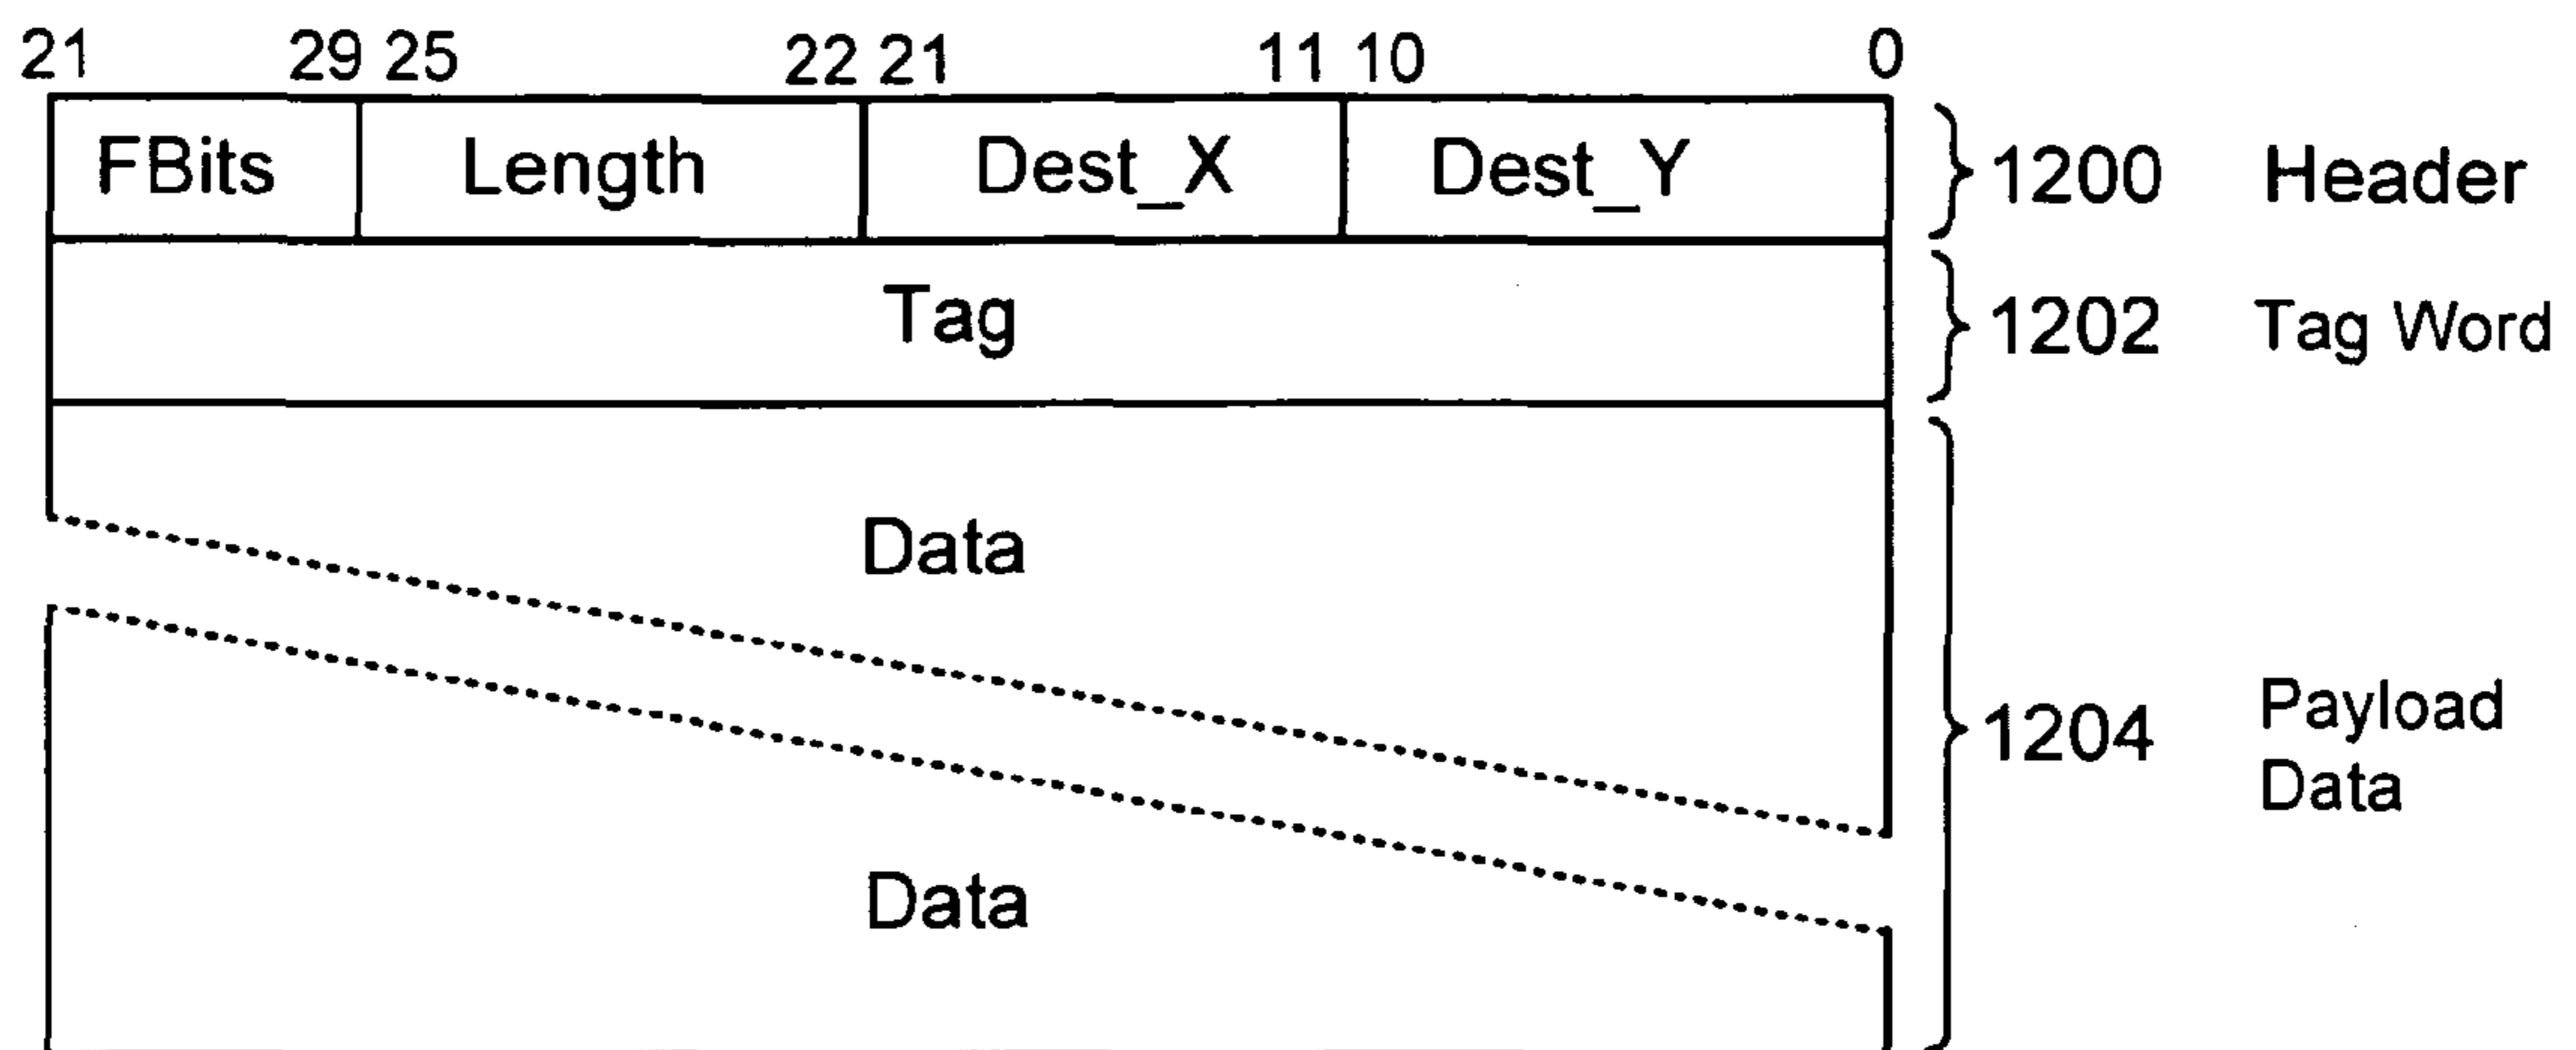 21 29 25 22 21 11 10 0
FBits Length Dest_X Dest_Y 1200 Header
Tag 1202 Tag Word
Data
1204 Payload
Data
Data